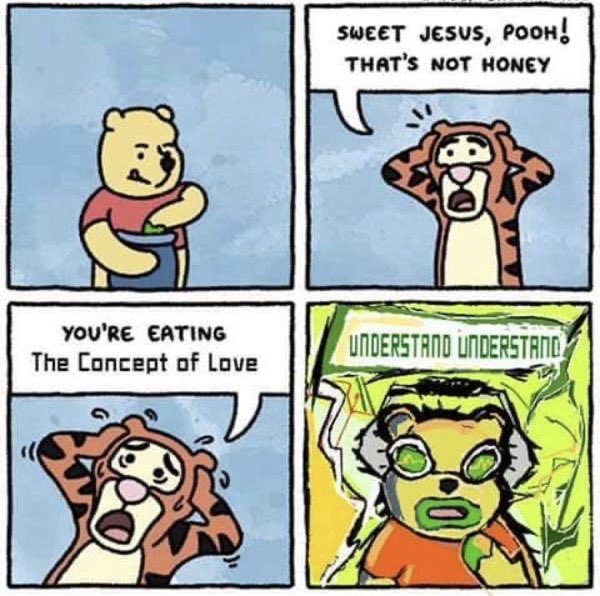 SWEET JESUS, POOH!
THAT'S NOT HONEY
YOU'RE EATING
The Concept of Love
UNDERSTAND UNDERSTAND